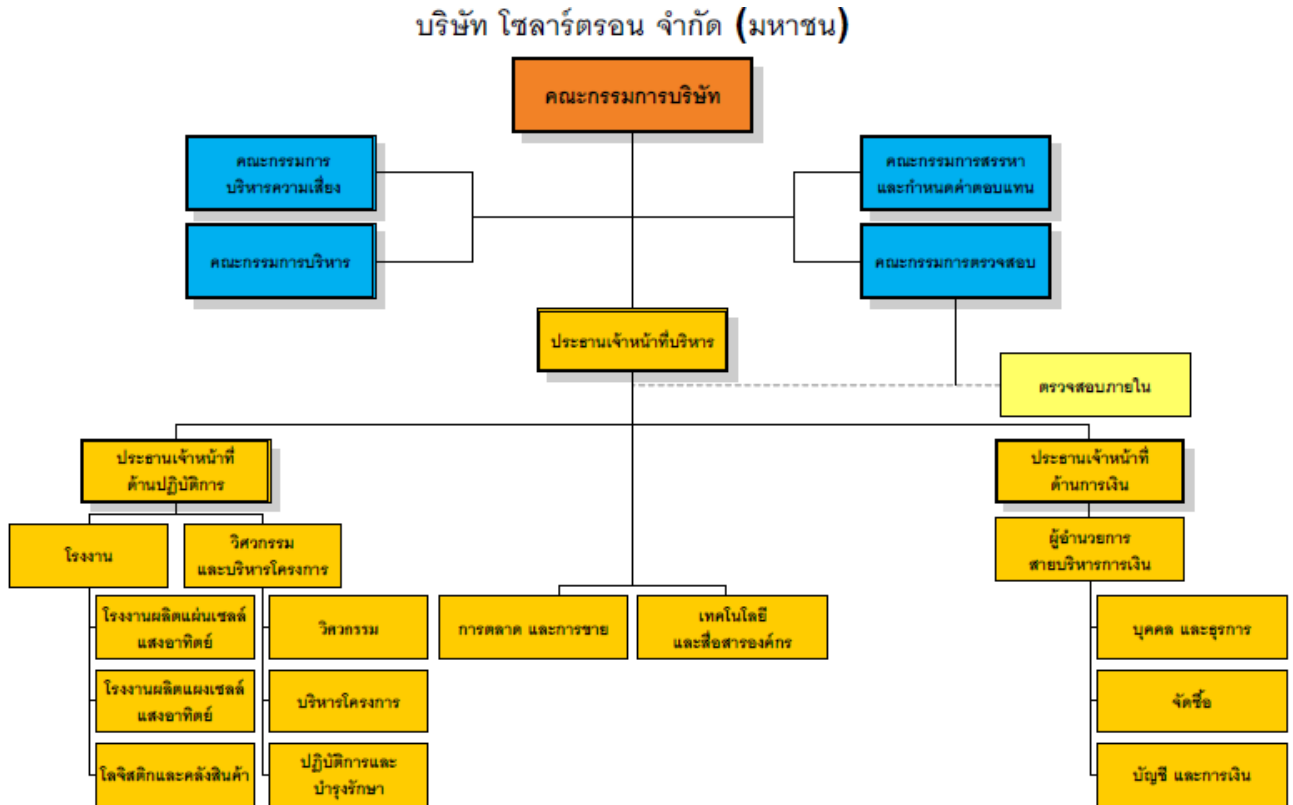 บริษัท โซลาร์ตรอน จำกัด (มหาชน)
คณะกรรมการบริษัท
คณะกรรมการ
บริหารความเสี่ยง
คณะกรรมการสรรหา
และกำหนดค่าตอบแทน
คณะกรรมการบริหาร
คณะกรรมการตรวจสอบ
ประธานเจ้าหน้าที่บริหาร
ตรวจสอบภายใน
ประธานเจ้าหน้าที่
ด้านปฏิบัติการ
ประธานเจ้าหน้าที่
ด้านการเงิน
โรงงาน
วิศวกรรม
และบริหารโครงการ
ผู้อำนวยการ
สายบริหารการเงิน
โรงงานผลิตแผ่นเซลล์
แสงอาทิตย์
วิศวกรรม
การตลาด และการขาย
เทคโนโลยี
และสื่อสารองค์กร
บุคคล และธุรการ
โรงงานผลิตแผงเซลล์
แสงอาทิตย์
บริหารโครงการ
จัดซื้อ
โลจิสติกและคลังสินค้า
ปฏิบัติการและ
บำรุงรักษา
บัญชี และการเงิน